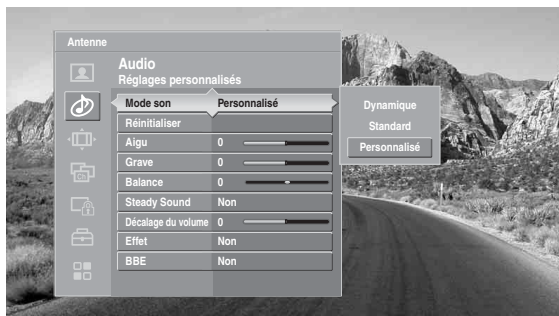 Antenne
Audio
Réglages personnalisés
Mode son Personnalisé
Réinitialiser
Aigu 0
Grave 0
Balance 0
Steady Sound Non
Décalage du volume 0
Effet Non
BBE Non
Dynamique
Standard
Personnalisé